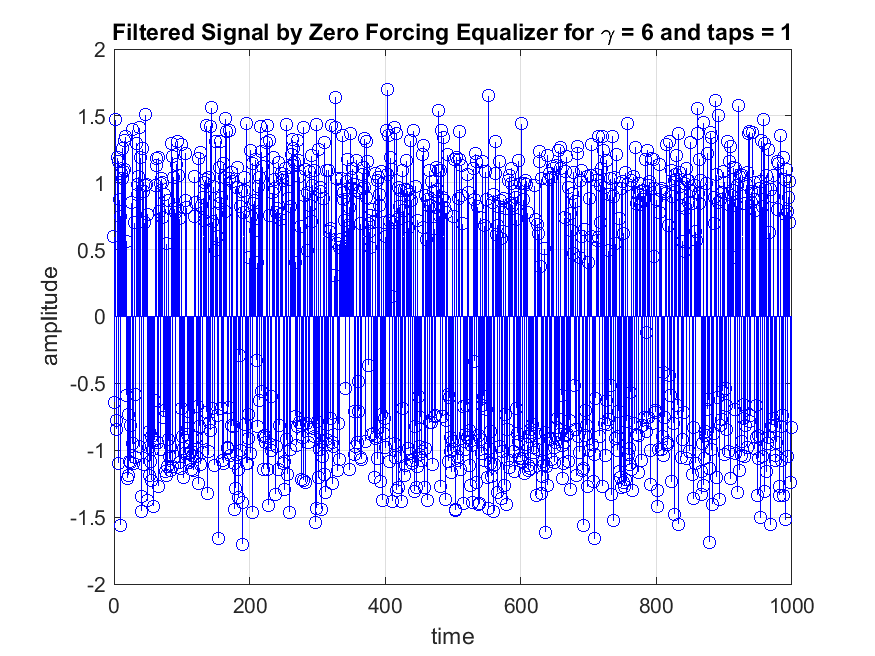 Filtered Signal by Zero Forcing Equalizer for γ = 6 and taps = 1
2
1.5
1
0.5
0
-0.5
-1
-1.5
-2
amplitude
0 200 400 600 800 1000
time